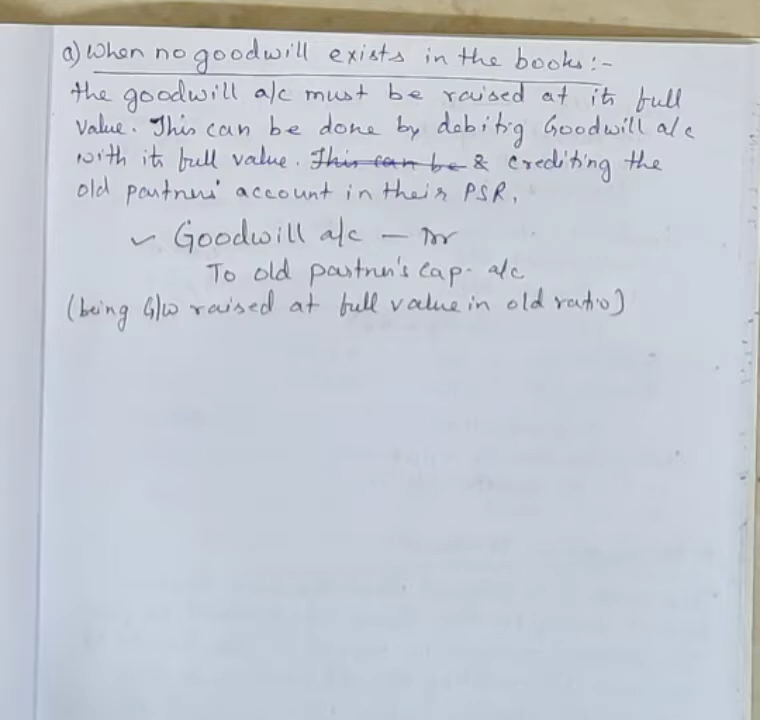 a) When no goodwill exists in the books:-
the goodwill a/c must be raised at its full
value. This can be done by debitig Goodwill a/c
with its full value. ~~This can be~~ & crediting the
old partners' account in their PSR.
✓ Goodwill a/c — Dr
To old partner's cap. a/c
(being G/W raised at full value in old ratio)